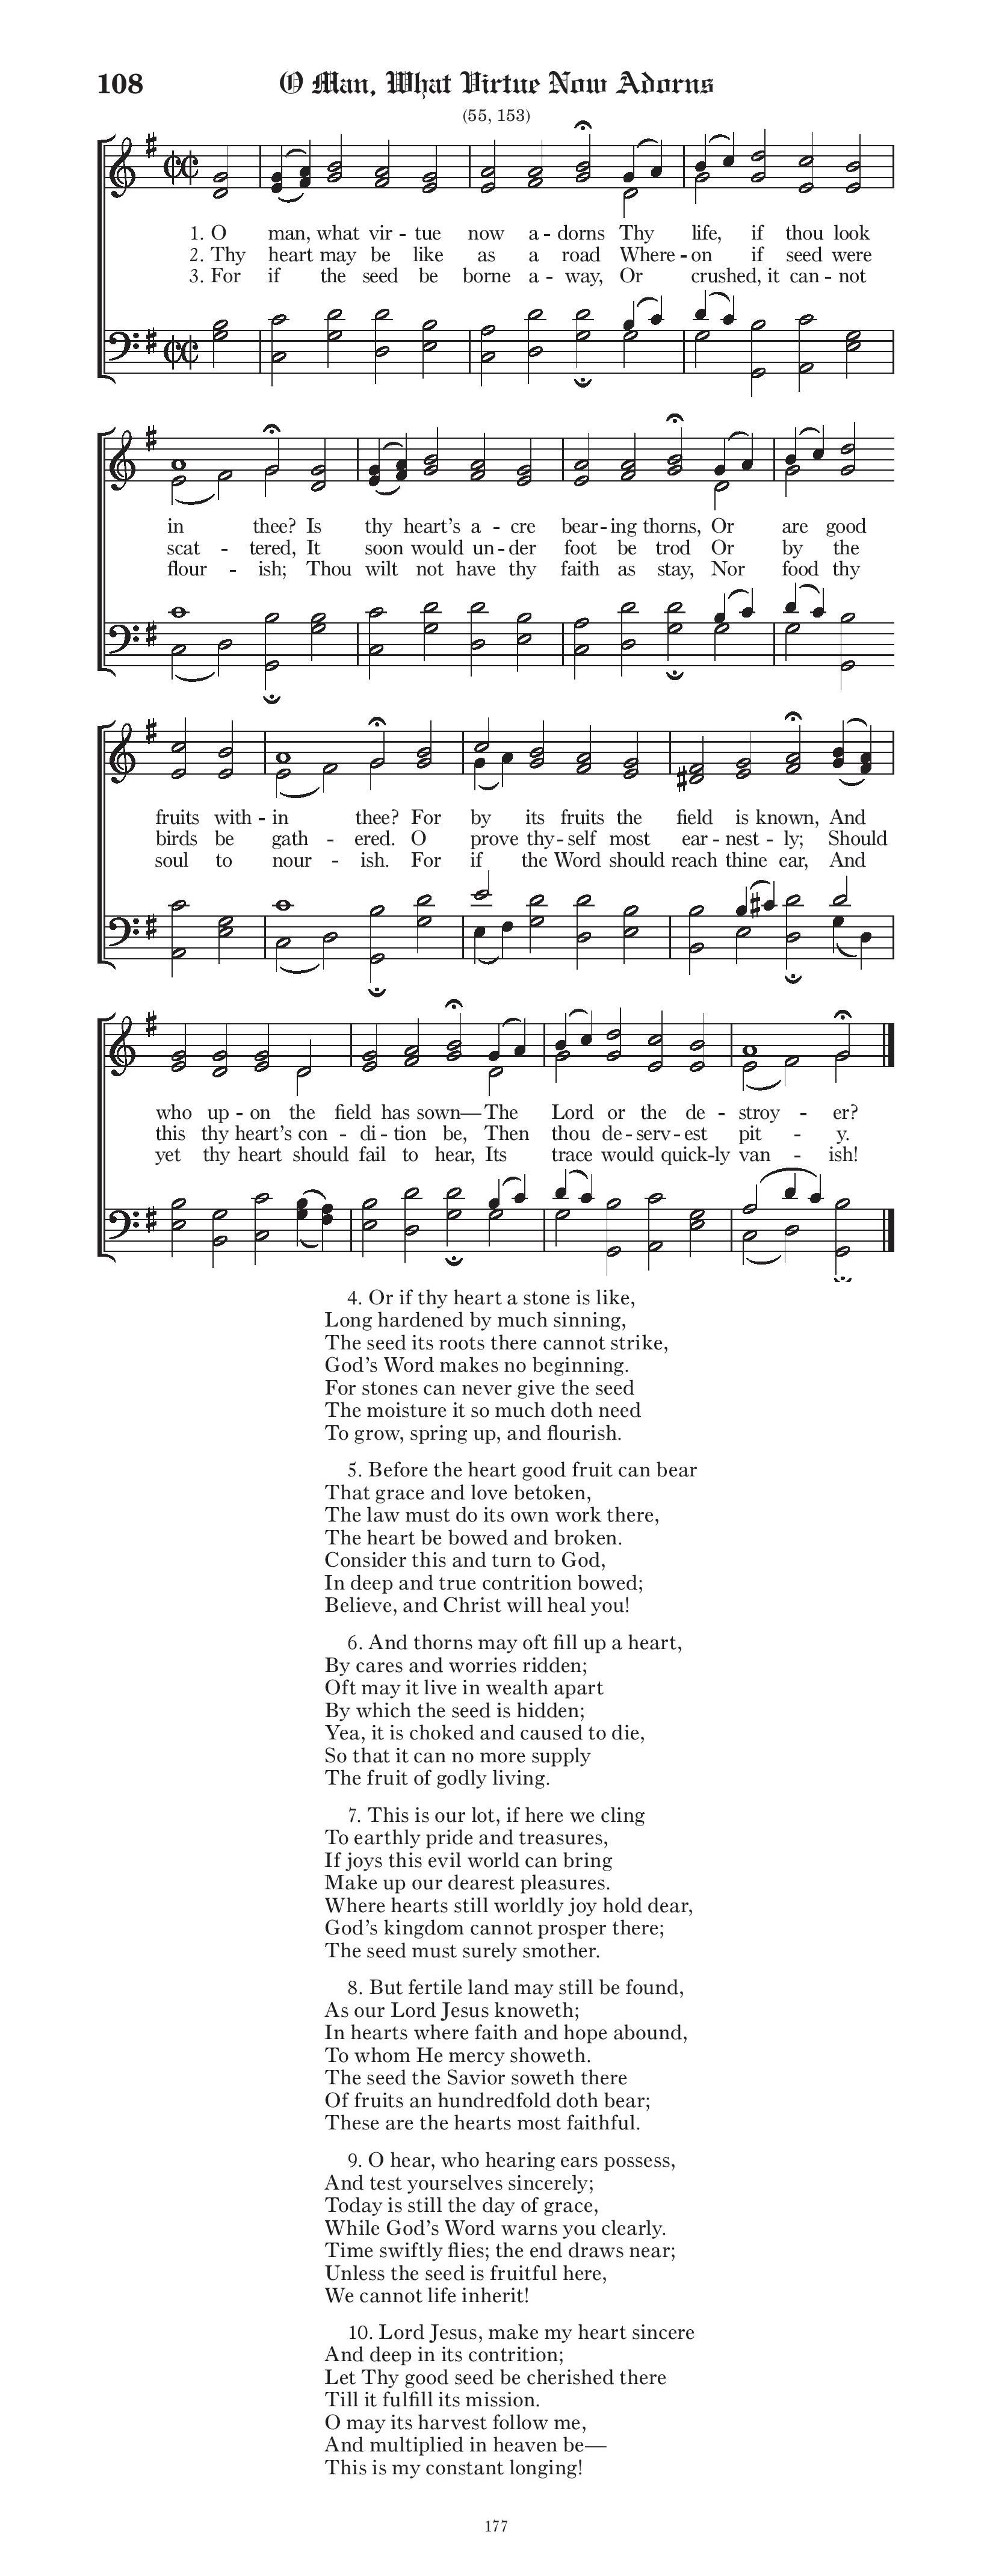 108 O Man, What Virtue Now Adorns
(55, 153)
1. O man, what vir - tue now a - dorns Thy life, if thou look
2. Thy heart may be like as a road Where - on if seed were
3. For if the seed be borne a - way, Or crushed, it can - not
in thee? Is thy heart's a - cre bear - ing thorns, Or are good
scat - tered, It soon would un - der foot be trod Or by the
flour - ish; Thou wilt not have thy faith as stay, Nor food thy
fruits with - in thee? For by its fruits the field is known, And
birds be gath - ered. O prove thy - self most ear - nest - ly; Should
soul to nour - ish. For if the Word should reach thine ear, And
who up - on the field has sown— The Lord or the de - stroy - er?
this thy heart's con - di - tion be, Then thou de - serv - est pit - y.
yet thy heart should fail to hear, Its trace would quick - ly van - ish!
4. Or if thy heart a stone is like,
Long hardened by much sinning,
The seed its roots there cannot strike,
God's Word makes no beginning.
For stones can never give the seed
The moisture it so much doth need
To grow, spring up, and flourish.
5. Before the heart good fruit can bear
That grace and love betoken,
The law must do its own work there,
The heart be bowed and broken.
Consider this and turn to God,
In deep and true contrition bowed;
Believe, and Christ will heal you!
6. And thorns may oft fill up a heart,
By cares and worries ridden;
Oft may it live in wealth apart
By which the seed is hidden;
Yea, it is choked and caused to die,
So that it can no more supply
The fruit of godly living.
7. This is our lot, if here we cling
To earthly pride and treasures,
If joys this evil world can bring
Make up our dearest pleasures.
Where hearts still worldly joy hold dear,
God's kingdom cannot prosper there;
The seed must surely smother.
8. But fertile land may still be found,
As our Lord Jesus knoweth;
In hearts where faith and hope abound,
To whom He mercy showeth.
The seed the Savior soweth there
Of fruits an hundredfold doth bear;
These are the hearts most faithful.
9. O hear, who hearing ears possess,
And test yourselves sincerely;
Today is still the day of grace,
While God's Word warns you clearly.
Time swiftly flies; the end draws near;
Unless the seed is fruitful here,
We cannot life inherit!
10. Lord Jesus, make my heart sincere
And deep in its contrition;
Let Thy good seed be cherished there
Till it fulfill its mission.
O may its harvest follow me,
And multiplied in heaven be—
This is my constant longing!
177